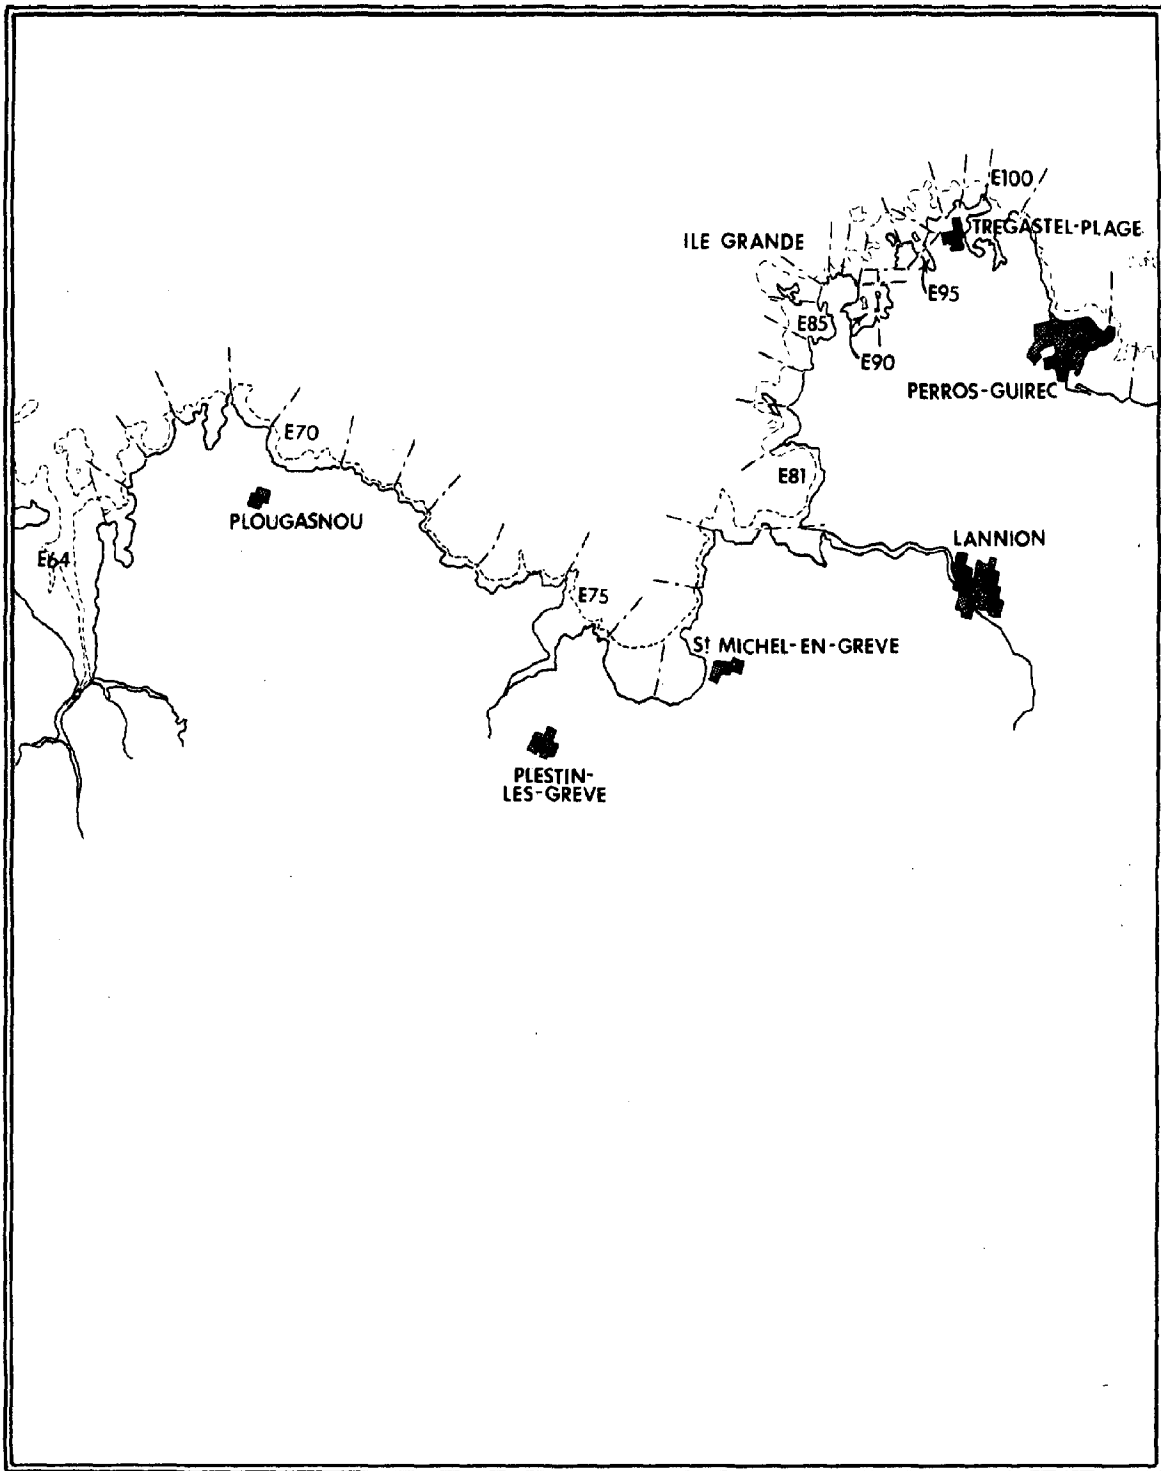 E100
TREGASTEL-PLAGE
ILE GRANDE
E95
E85
E90
PERROS-GUIREC
E70
E81
PLOUGASNOU
LANNION
E64
E75
St MICHEL-EN-GREVE
PLESTIN-
LES-GREVE